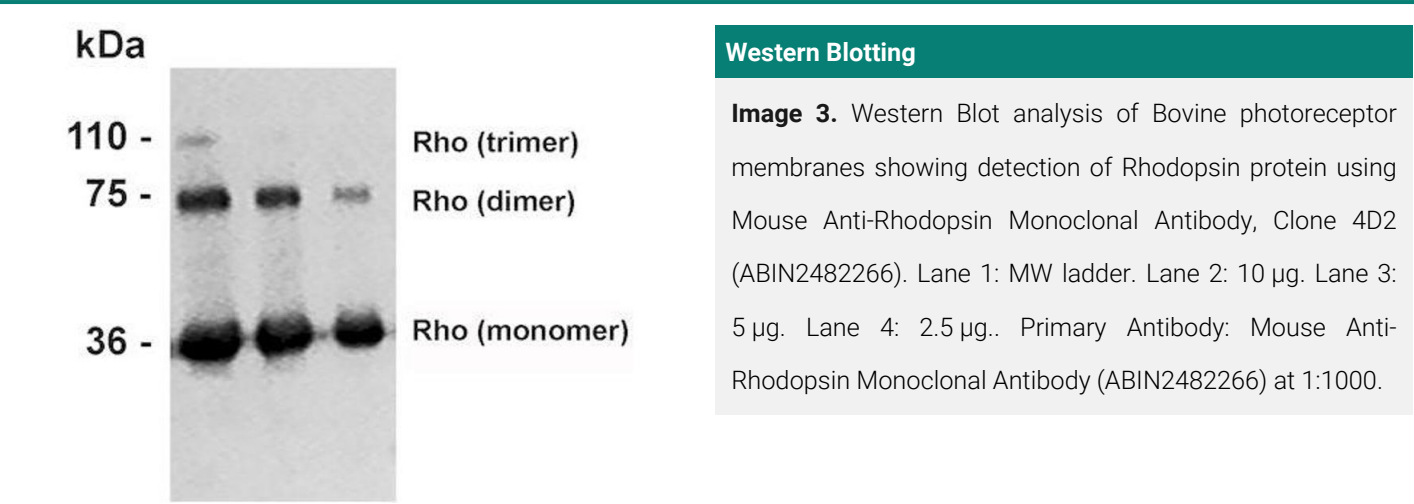 kDa
110 -
75 -
36 -
Rho (trimer)
Rho (dimer)
Rho (monomer)
Western Blotting
Image 3. Western Blot analysis of Bovine photoreceptor
membranes showing detection of Rhodopsin protein using
Mouse Anti-Rhodopsin Monoclonal Antibody, Clone 4D2
(ABIN2482266). Lane 1: MW ladder. Lane 2: 10 µg. Lane 3:
5 µg. Lane 4: 2.5 µg.. Primary Antibody: Mouse Anti-
Rhodopsin Monoclonal Antibody (ABIN2482266) at 1:1000.